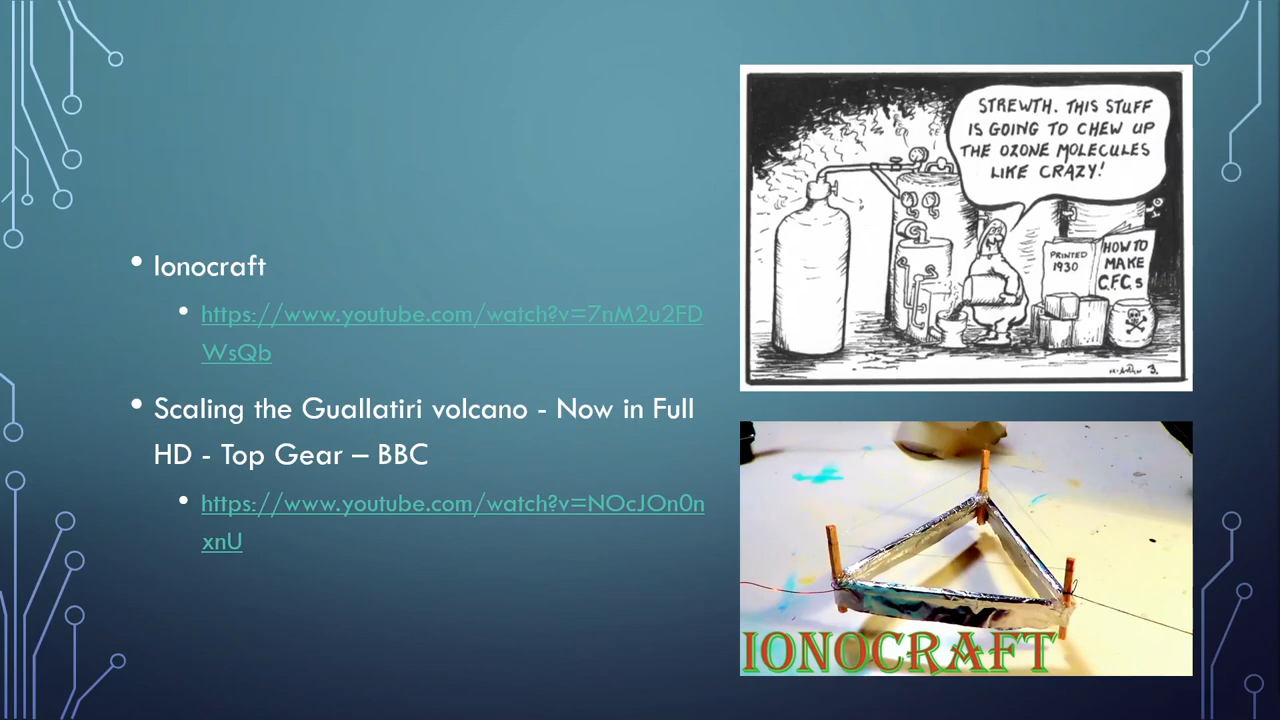 Ionocraft
https://www.youtube.com/watch?v=7nM2u2FD
WsQb
Scaling the Guallatiri volcano - Now in Full
HD - Top Gear – BBC
https://www.youtube.com/watch?v=NOcJOn0n
xnU
STREWTH. THIS STUFF
IS GOING TO CHEW UP
THE OZONE MOLECULES
LIKE CRAZY!
PRINTED
1930
HOW TO
MAKE
C.F.C.s
IONOCRAFT